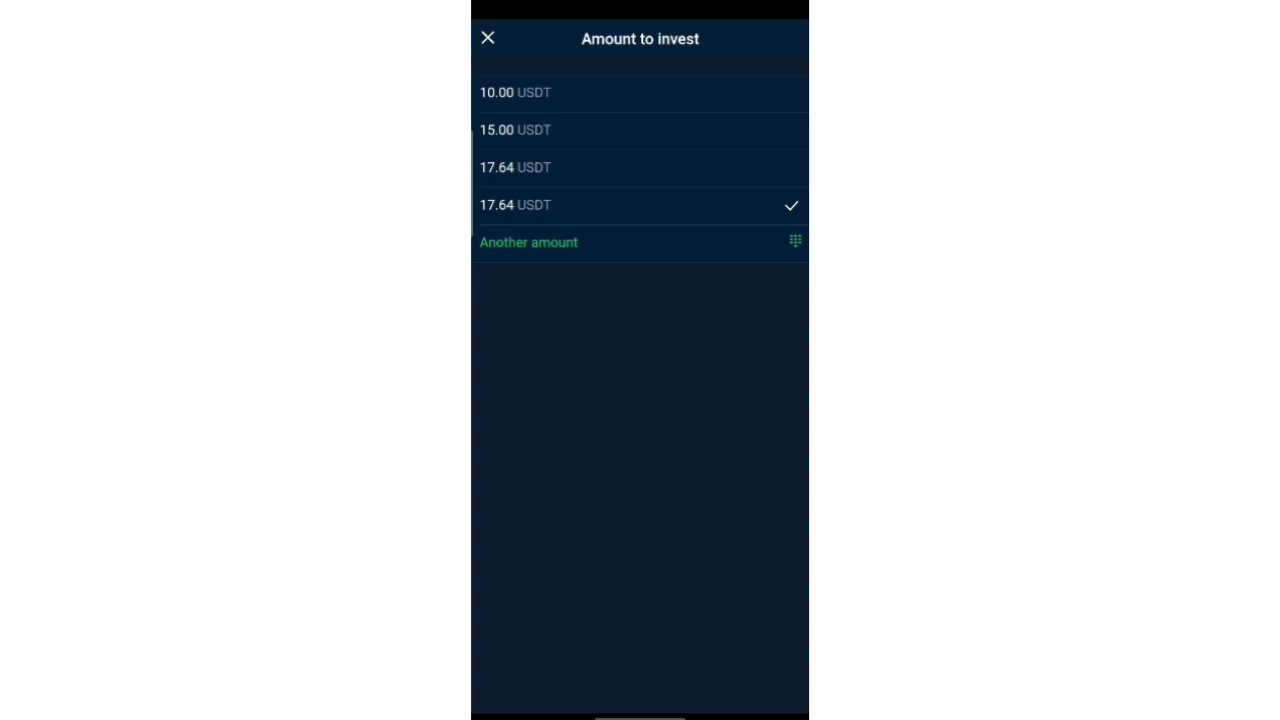 Amount to invest
10.00 USDT
15.00 USDT
17.64 USDT
17.64 USDT
Another amount